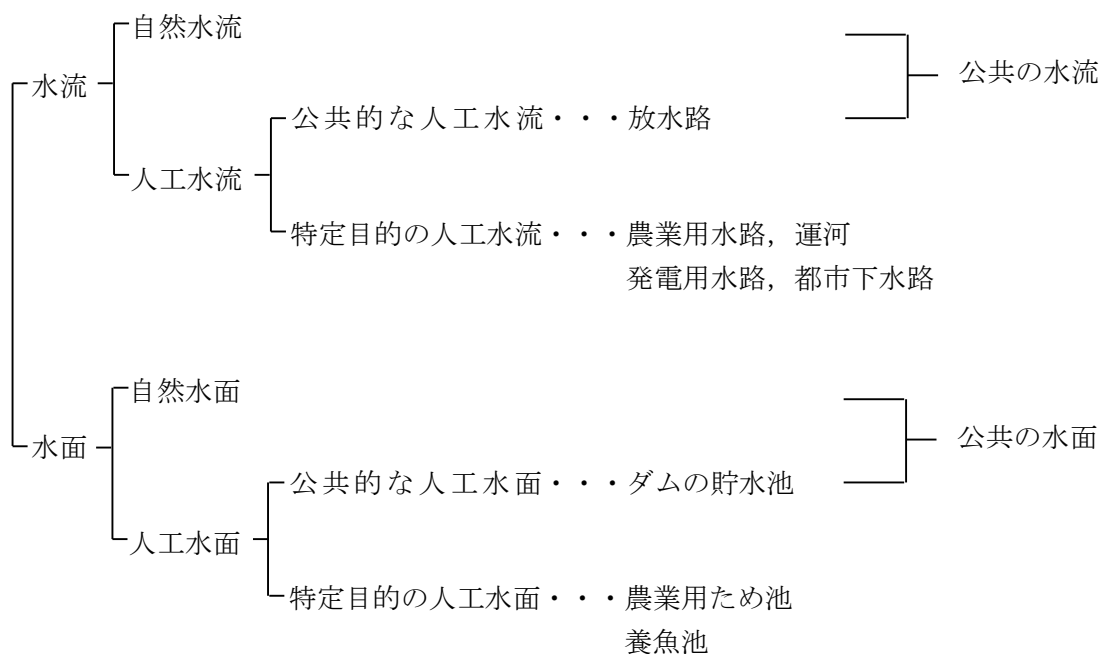 自然水流
水流
公共の水流
公共的な人工水流・・・放水路
人工水流
特定目的の人工水流・・・農業用水路，運河
発電用水路，都市下水路
自然水面
水面
公共の水面
公共的な人工水面・・・ダムの貯水池
人工水面
特定目的の人工水面・・・農業用ため池
養魚池